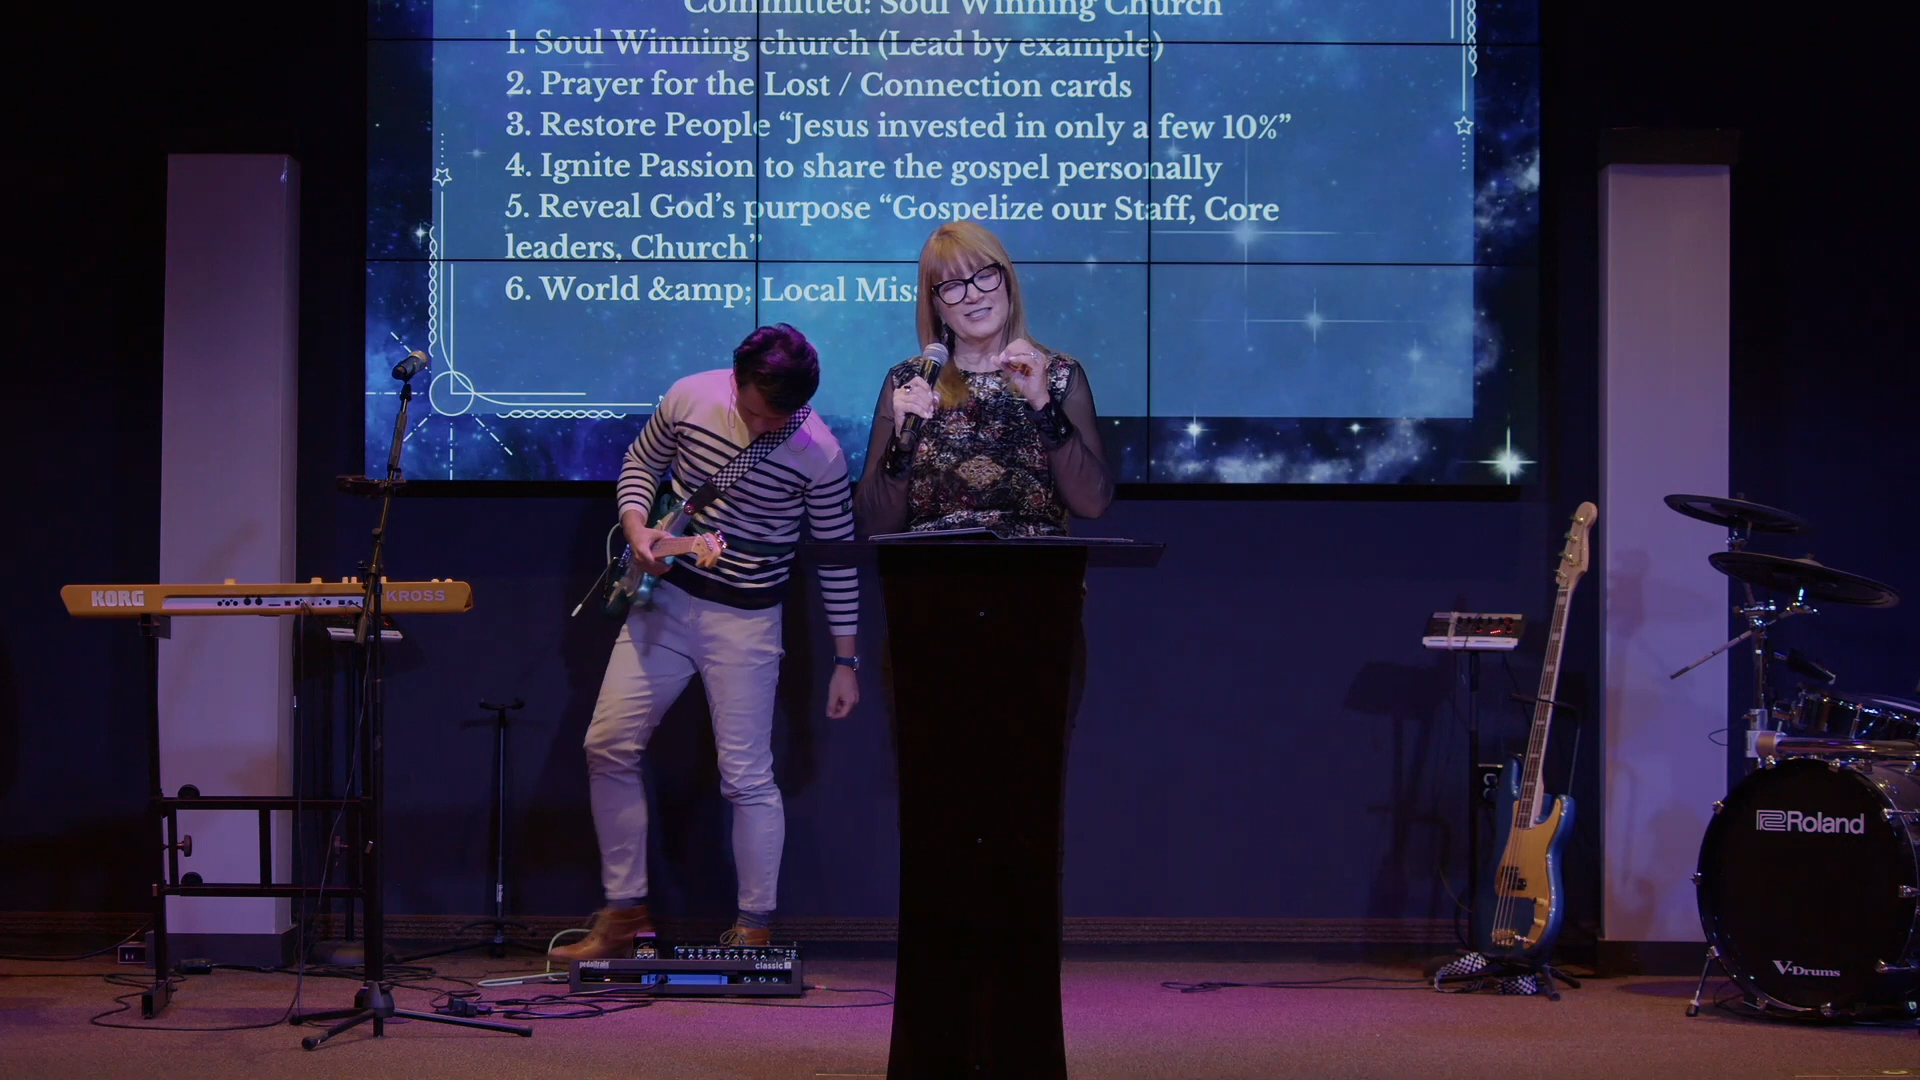 Committed: Soul Winning Church
1. Soul Winning church (Lead by example)
2. Prayer for the Lost / Connection cards
3. Restore People “Jesus invested in only a few 10%”
4. Ignite Passion to share the gospel personally
5. Reveal God’s purpose “Gospelize our Staff, Core
leaders, Church”
6. World &amp; Local Miss
KORG
KROSS
Roland
V-Drums
pedaltrain
classic